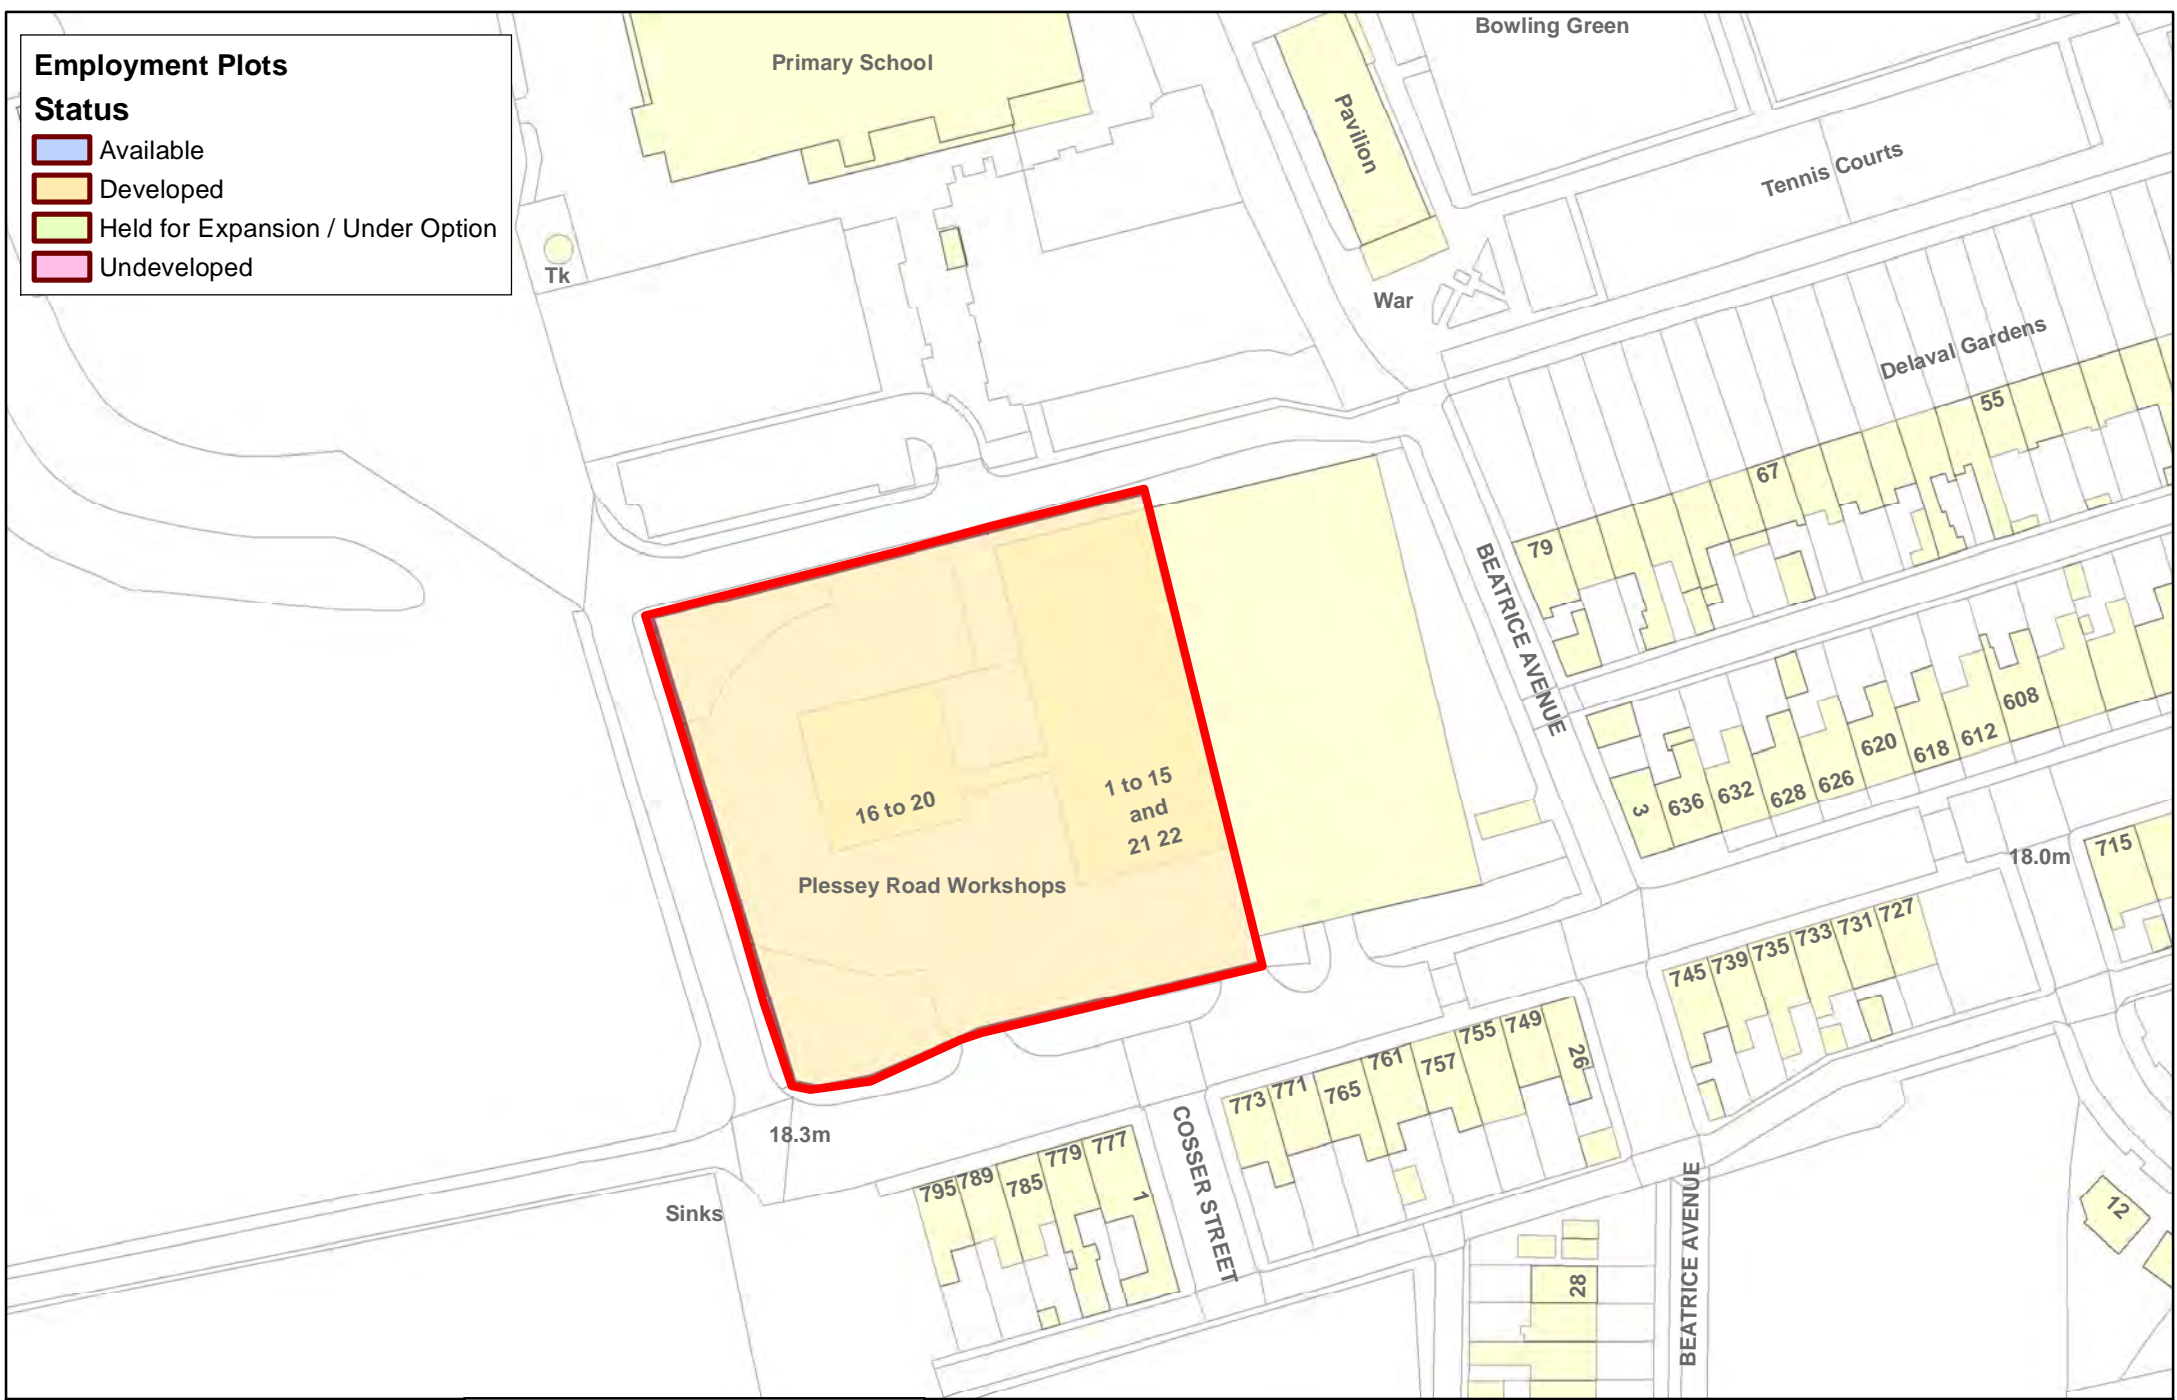 Employment Plots
Status
Available
Developed
Held for Expansion / Under Option
Undeveloped
Primary School
Bowling Green
Pavilion
Tennis Courts
Tk
War
Delaval Gardens
55
67
79
BEATRICE AVENUE
608
612
618
620
626
628
632
636
3
16 to 20
1 to 15
and
21 22
Plessey Road Workshops
18.0m
715
727
731
733
735
739
745
749
755
757
761
765
771
773
26
18.3m
COSSER STREET
777
779
785
789
795
1
Sinks
BEATRICE AVENUE
12
28